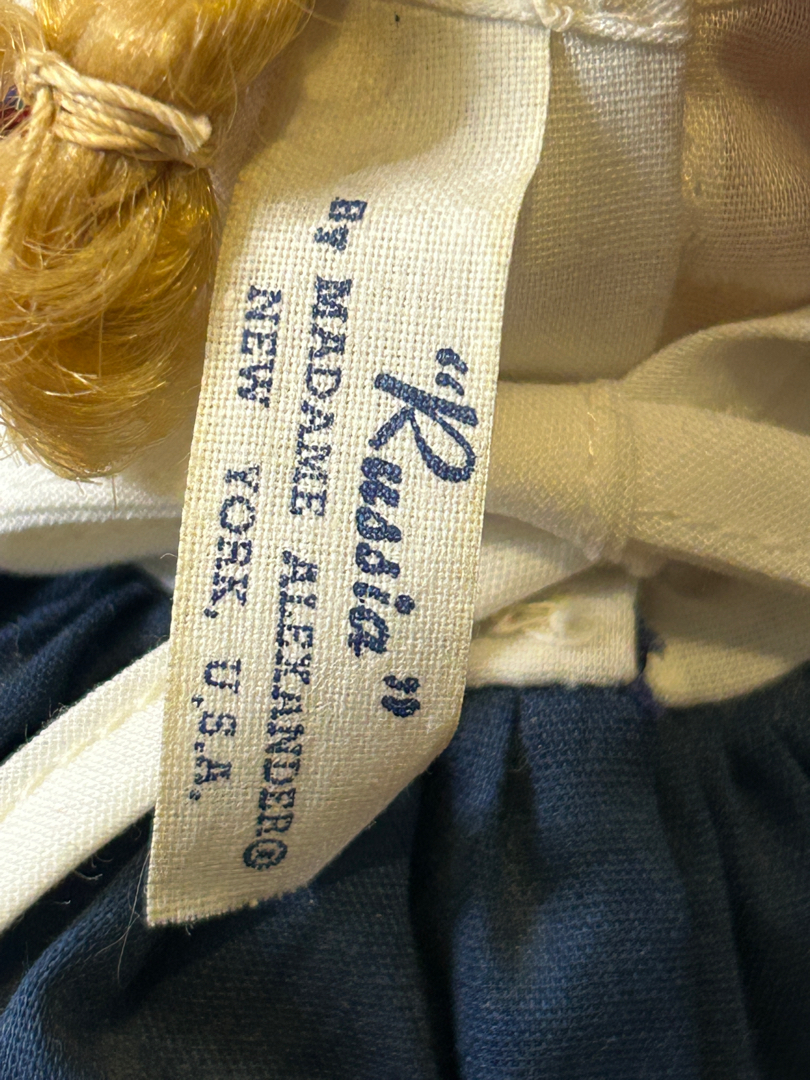 "Russia"
By MADAME ALEXANDER®
NEW YORK, U.S.A.